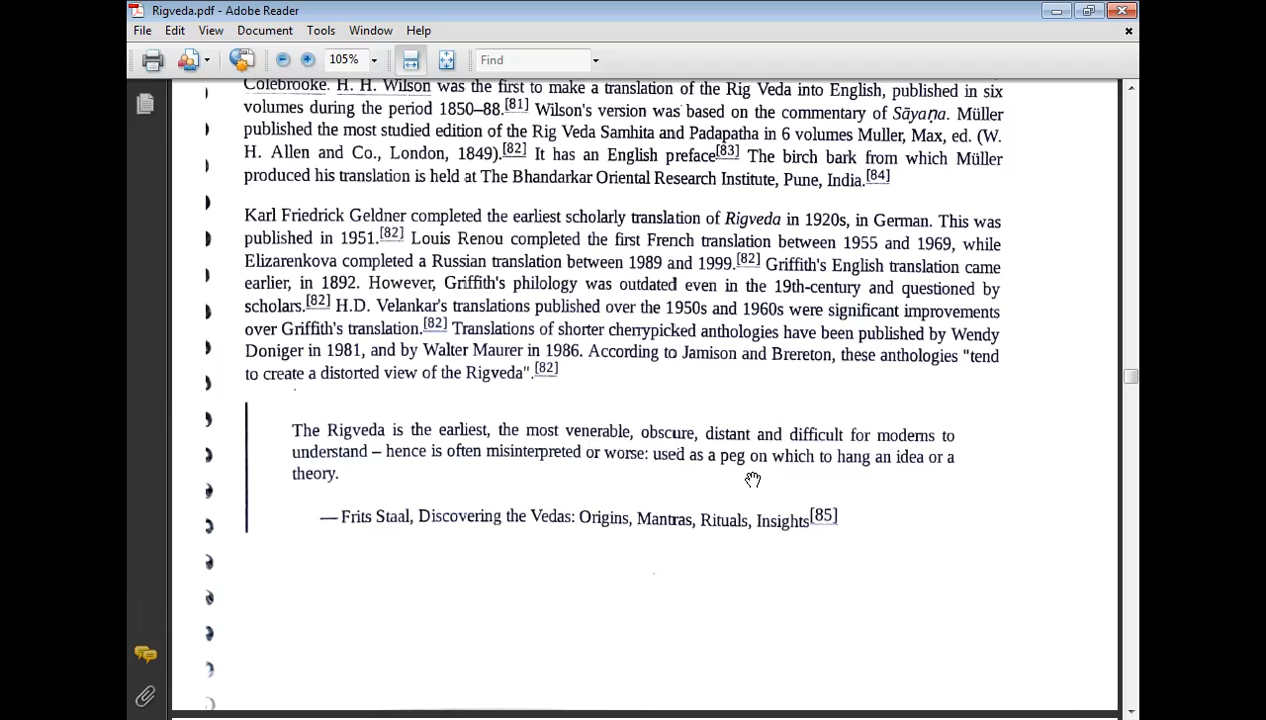 Rigveda.pdf - Adobe Reader
File Edit View Document Tools Window Help
105% Find
Colebrooke. H. H. Wilson was the first to make a translation of the Rig Veda into English, published in six
volumes during the period 1850–88.[81] Wilson's version was based on the commentary of Sāyaṇa. Müller
published the most studied edition of the Rig Veda Samhita and Padapatha in 6 volumes Muller, Max, ed. (W.
H. Allen and Co., London, 1849).[82] It has an English preface[83] The birch bark from which Müller
produced his translation is held at The Bhandarkar Oriental Research Institute, Pune, India.[84]
Karl Friedrick Geldner completed the earliest scholarly translation of Rigveda in 1920s, in German. This was
published in 1951.[82] Louis Renou completed the first French translation between 1955 and 1969, while
Elizarenkova completed a Russian translation between 1989 and 1999.[82] Griffith's English translation came
earlier, in 1892. However, Griffith's philology was outdated even in the 19th-century and questioned by
scholars.[82] H.D. Velankar's translations published over the 1950s and 1960s were significant improvements
over Griffith's translation.[82] Translations of shorter cherrypicked anthologies have been published by Wendy
Doniger in 1981, and by Walter Maurer in 1986. According to Jamison and Brereton, these anthologies "tend
to create a distorted view of the Rigveda".[82]
The Rigveda is the earliest, the most venerable, obscure, distant and difficult for moderns to
understand – hence is often misinterpreted or worse: used as a peg on which to hang an idea or a
theory.
— Frits Staal, Discovering the Vedas: Origins, Mantras, Rituals, Insights[85]